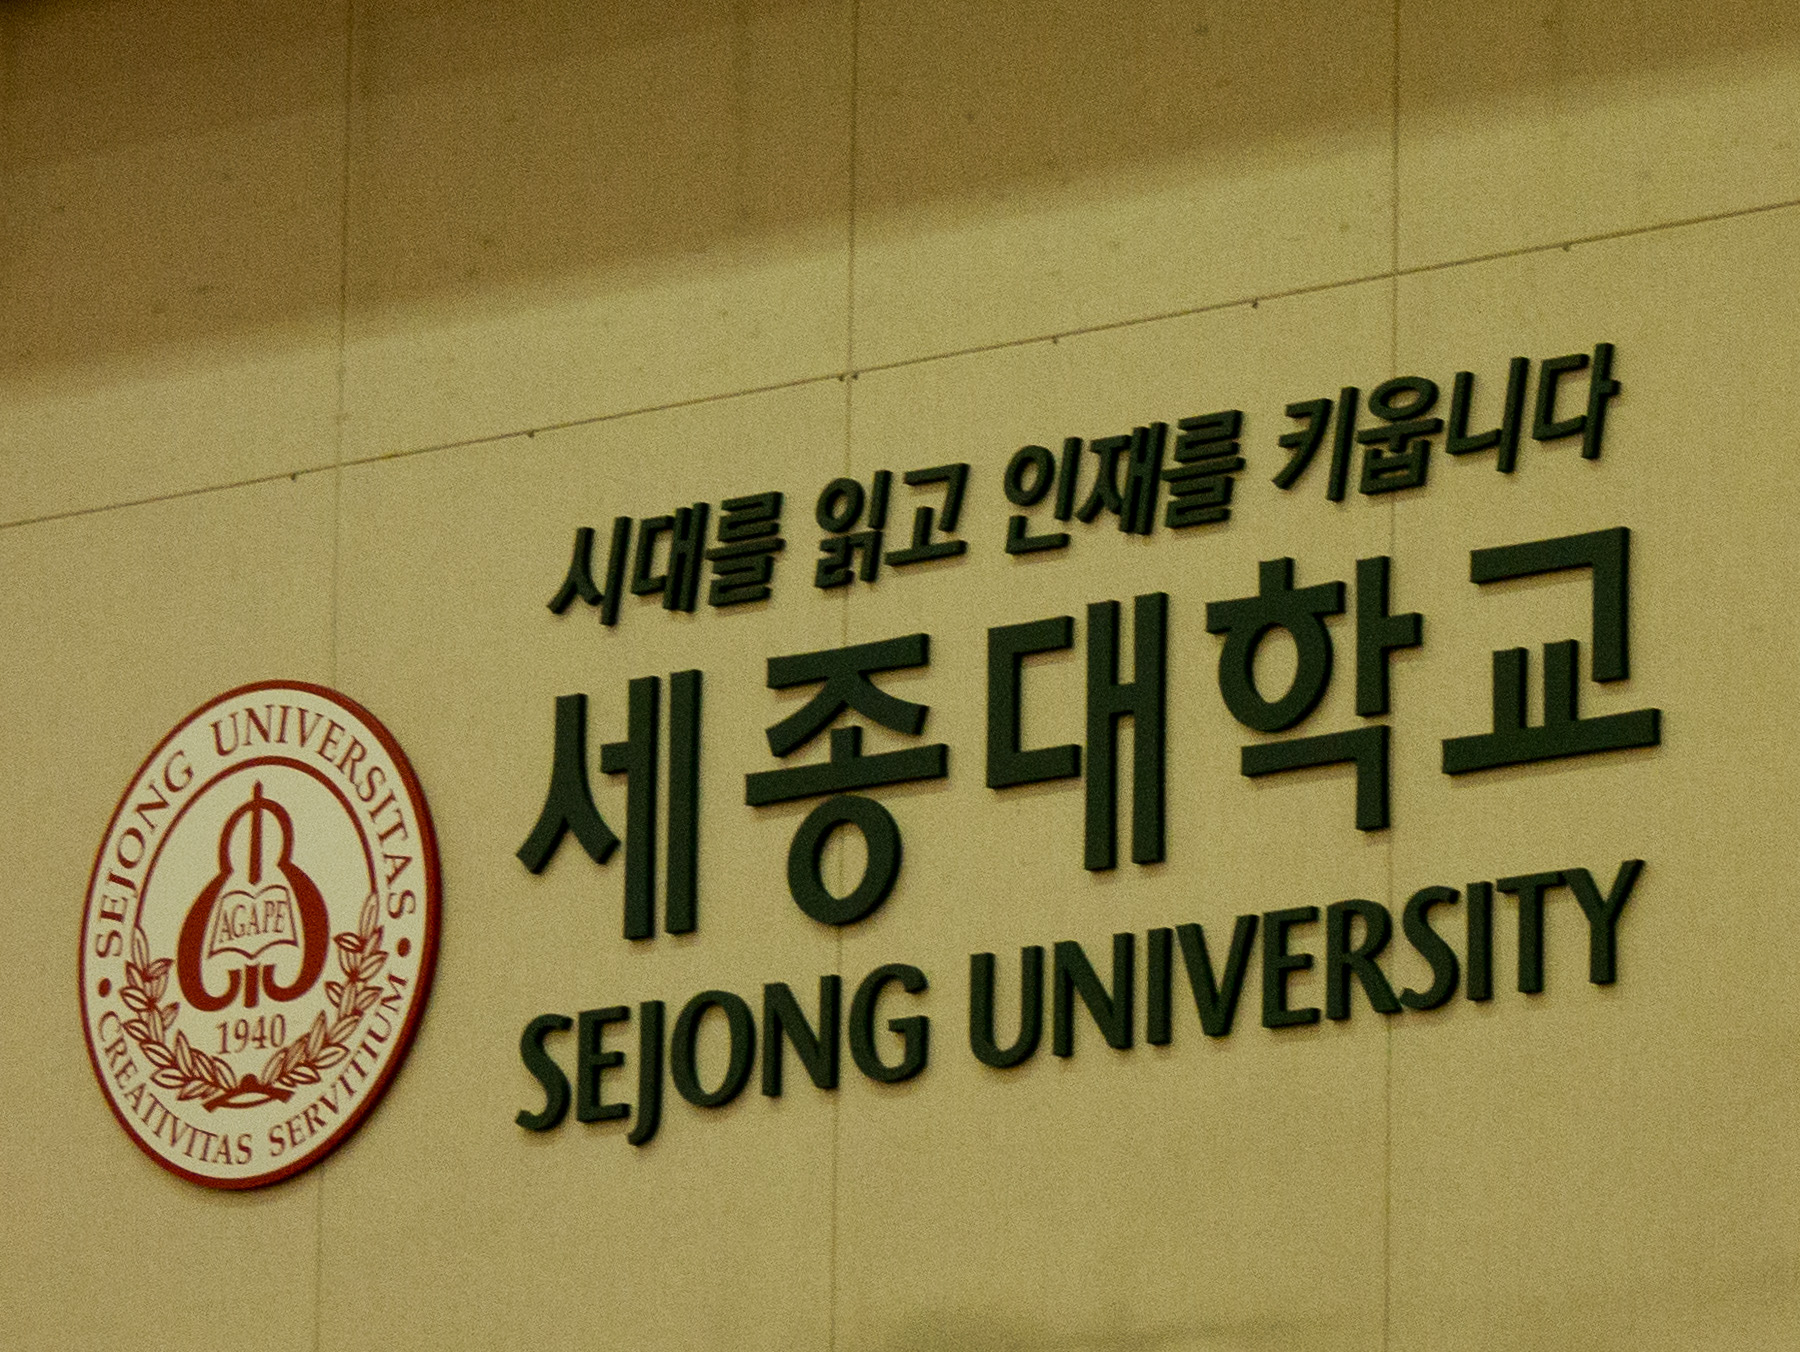 시대를 읽고 인재를 키웁니다
세종대학교
SEJONG UNIVERSITY
SEJONG UNIVERSITAS
AGAPE
1940
CREATIVITAS SERVITIUM